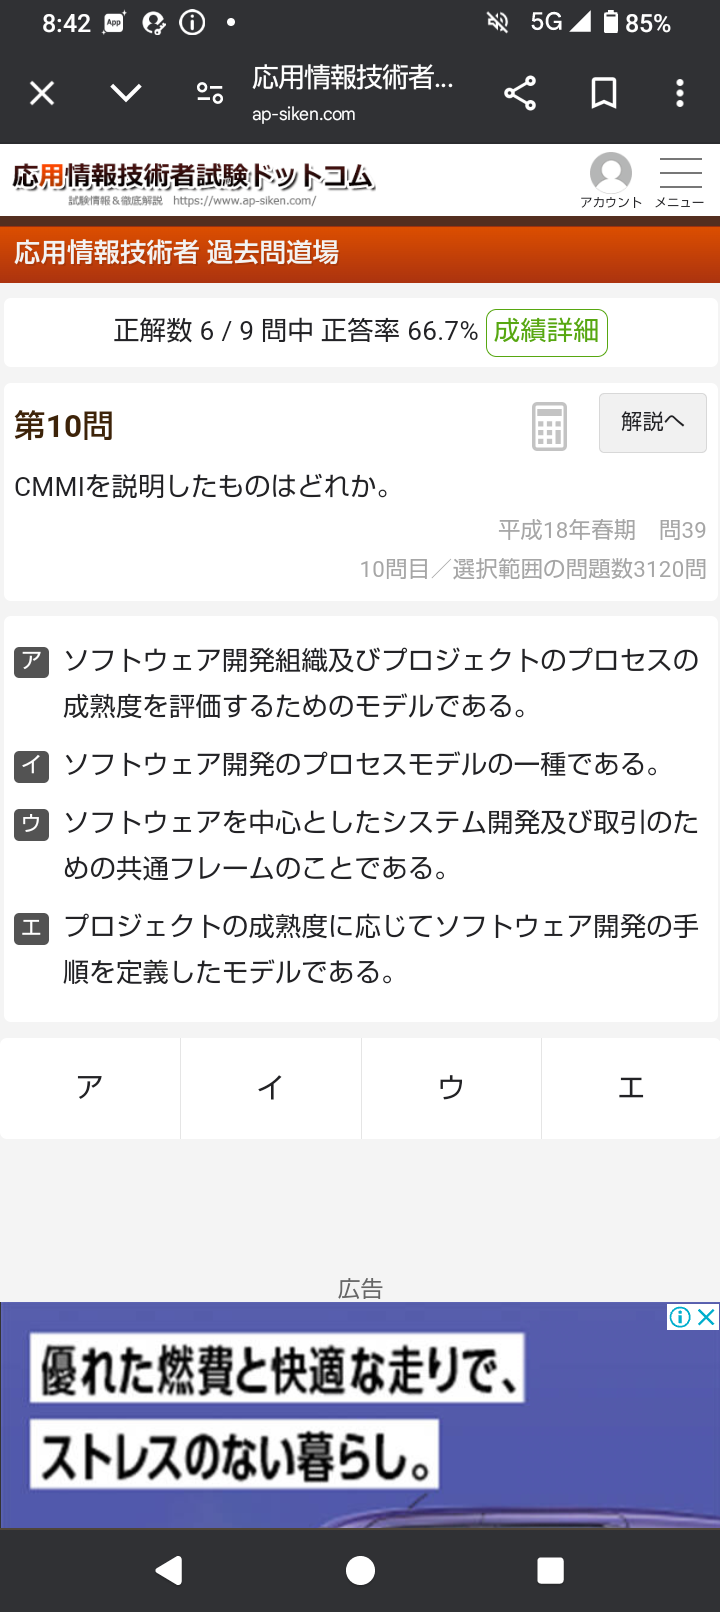 8:42 App 5G 85%
応用情報技術者...
ap-siken.com
応用情報技術者試験ドットコム
試験情報&徹底解説 https://www.ap-siken.com/
アカウント メニュー
応用情報技術者 過去問道場
正解数 6 / 9 問中 正答率 66.7% 成績詳細
第10問 解説へ
CMMIを説明したものはどれか。
平成18年春期 問39
10問目／選択範囲の問題数3120問
ア ソフトウェア開発組織及びプロジェクトのプロセスの
成熟度を評価するためのモデルである。
イ ソフトウェア開発のプロセスモデルの一種である。
ウ ソフトウェアを中心としたシステム開発及び取引のた
めの共通フレームのことである。
エ プロジェクトの成熟度に応じてソフトウェア開発の手
順を定義したモデルである。
ア イ ウ エ
広告
優れた燃費と快適な走りで、
ストレスのない暮らし。